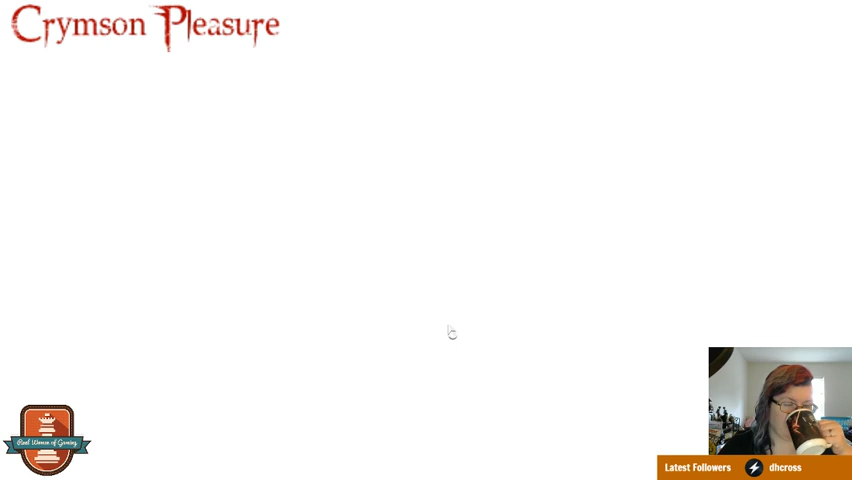 Crymson Pleasure
Real Women of Gaming
Latest Followers dhcross